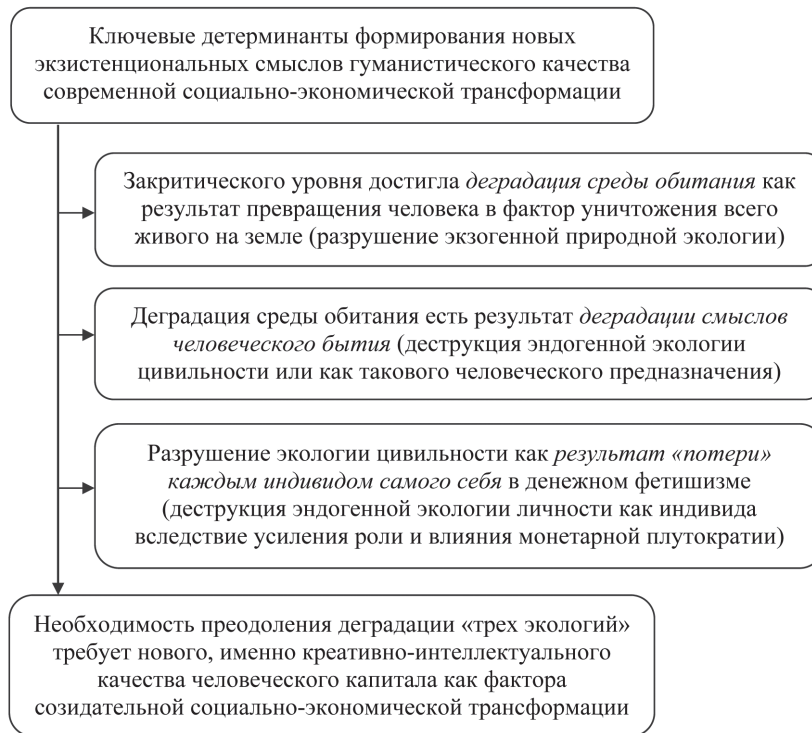 Ключевые детерминанты формирования новых
экзистенциональных смыслов гуманистического качества
современной социально-экономической трансформации
Закритического уровня достигла деградация среды обитания как
результат превращения человека в фактор уничтожения всего
живого на земле (разрушение экзогенной природной экологии)
Деградация среды обитания есть результат деградации смыслов
человеческого бытия (деструкция эндогенной экологии
цивильности или как такового человеческого предназначения)
Разрушение экологии цивильности как результат «потери»
каждым индивидом самого себя в денежном фетишизме
(деструкция эндогенной экологии личности как индивида
вследствие усиления роли и влияния монетарной плутократии)
Необходимость преодоления деградации «трех экологий»
требует нового, именно креативно-интеллектуального
качества человеческого капитала как фактора
созидательной социально-экономической трансформации